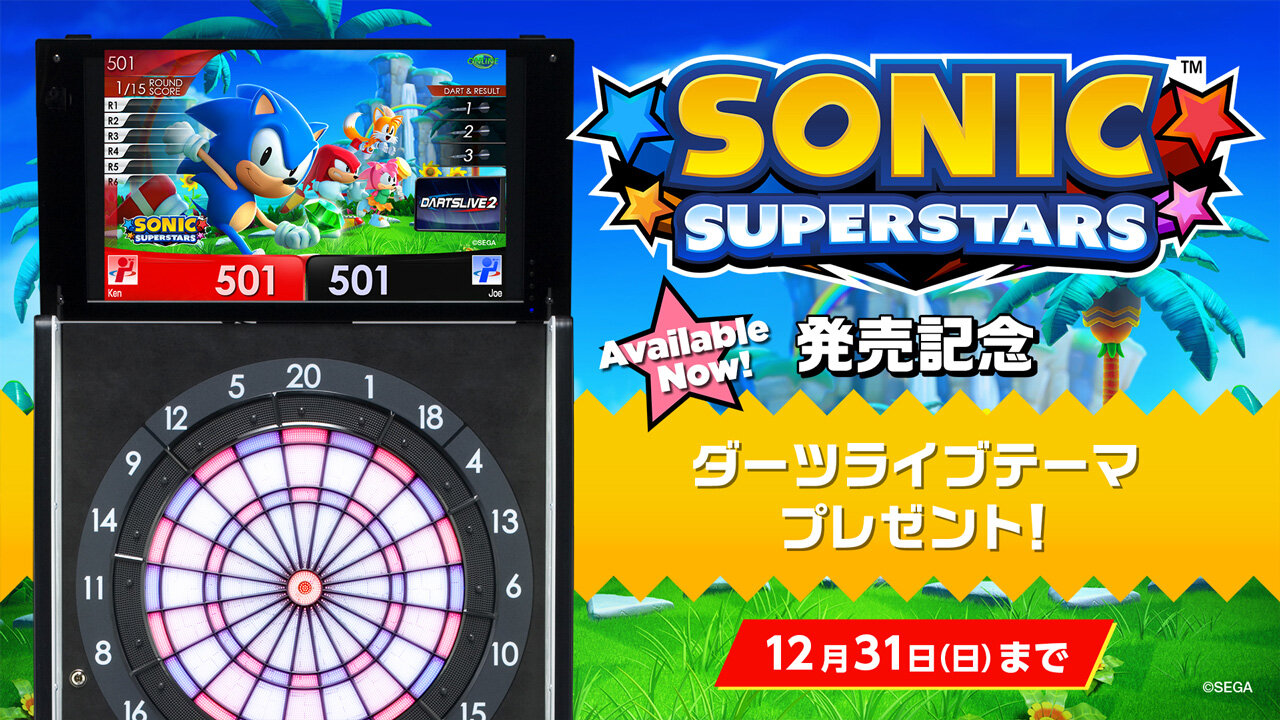 501
ONLINE
1/15 ROUND SCORE
R1
R2
R3
R4
R5
R6
DART & RESULT
1
2
3
DARTSLIVE2
©SEGA
SONIC
SUPERSTARS
501
501
Ken
Joe
5
20
1
12
18
9
4
14
13
11
6
8
10
16
15
SONIC™
SUPERSTARS
Available
Now!
発売記念
ダーツライブテーマ
プレゼント!
12月31日(日)まで
©SEGA